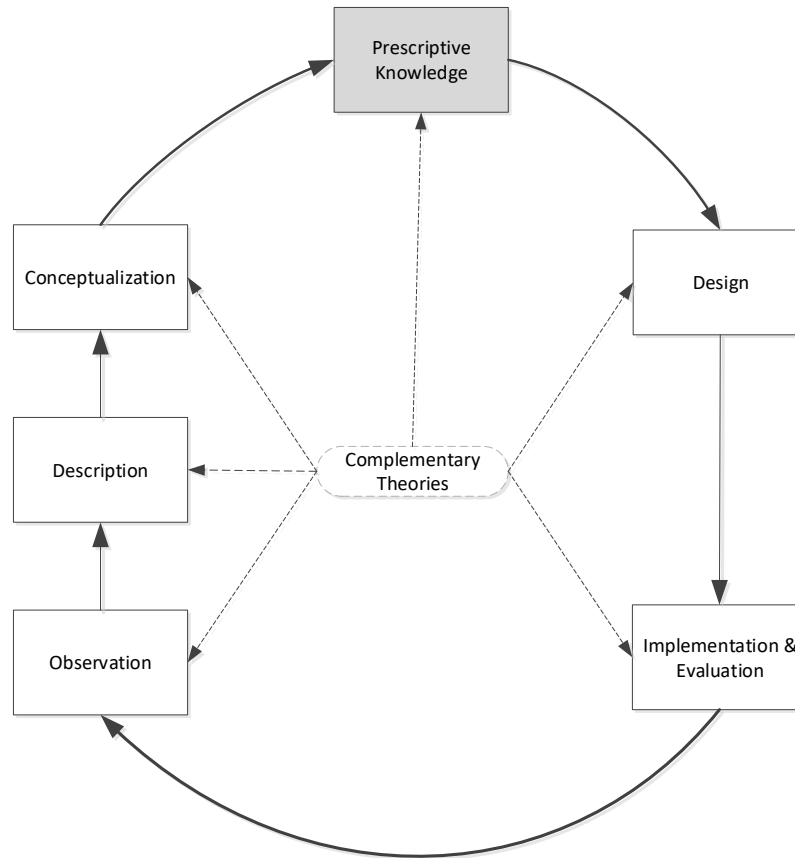 Prescriptive
Knowledge
Conceptualization
Design
Description
Complementary
Theories
Observation
Implementation &
Evaluation